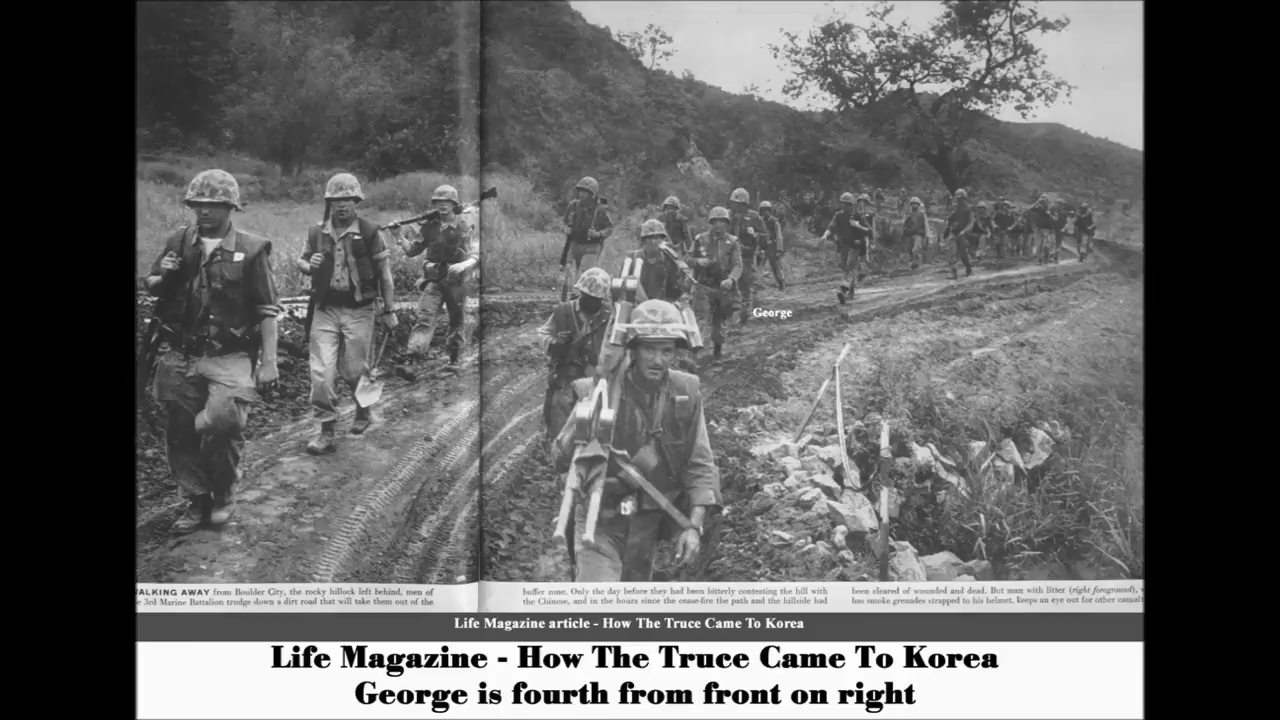 George
ALKING AWAY from Boulder City, the rocky hillock left behind, men of
3rd Marine Battalion trudge down a dirt road that will take them out of the
buffer zone. Only the day before they had been bitterly contesting the hill with
the Chinese, and in the hours since the cease-fire the path and the hillside had
been cleared of wounded and dead. But man with litter (right foreground),
has smoke grenades strapped to his helmet, keeps an eye out for other
Life Magazine article - How The Truce Came To Korea
Life Magazine - How The Truce Came To Korea
George is fourth from front on right